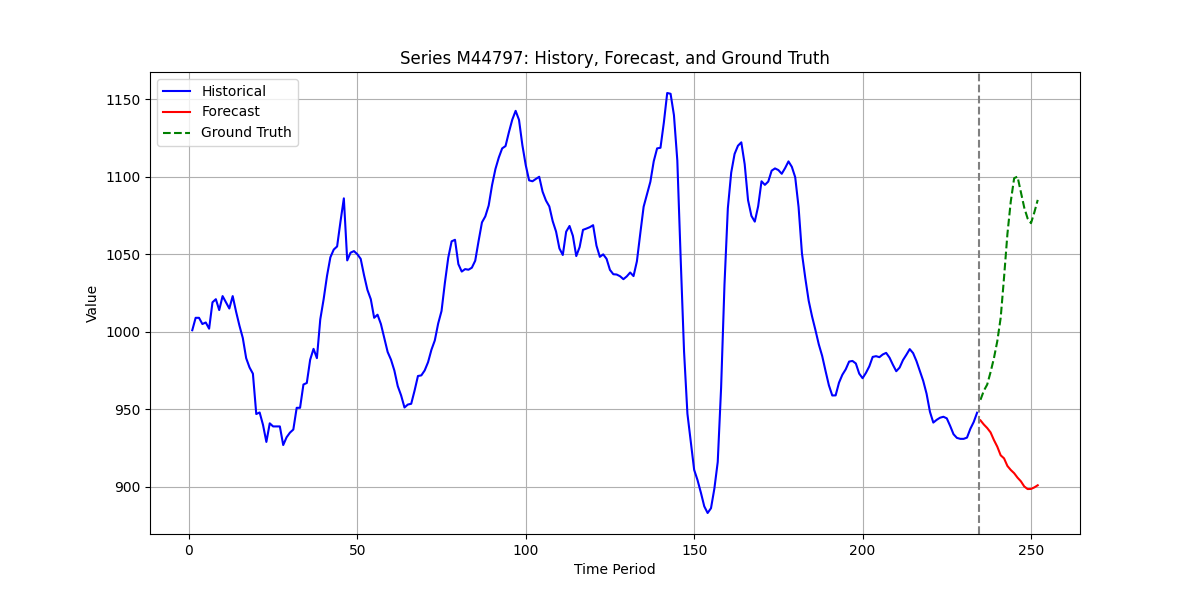 Series M44797: History, Forecast, and Ground Truth
Historical
Forecast
Ground Truth
1150
1100
1050
1000
950
900
Value
0 50 100 150 200 250
Time Period